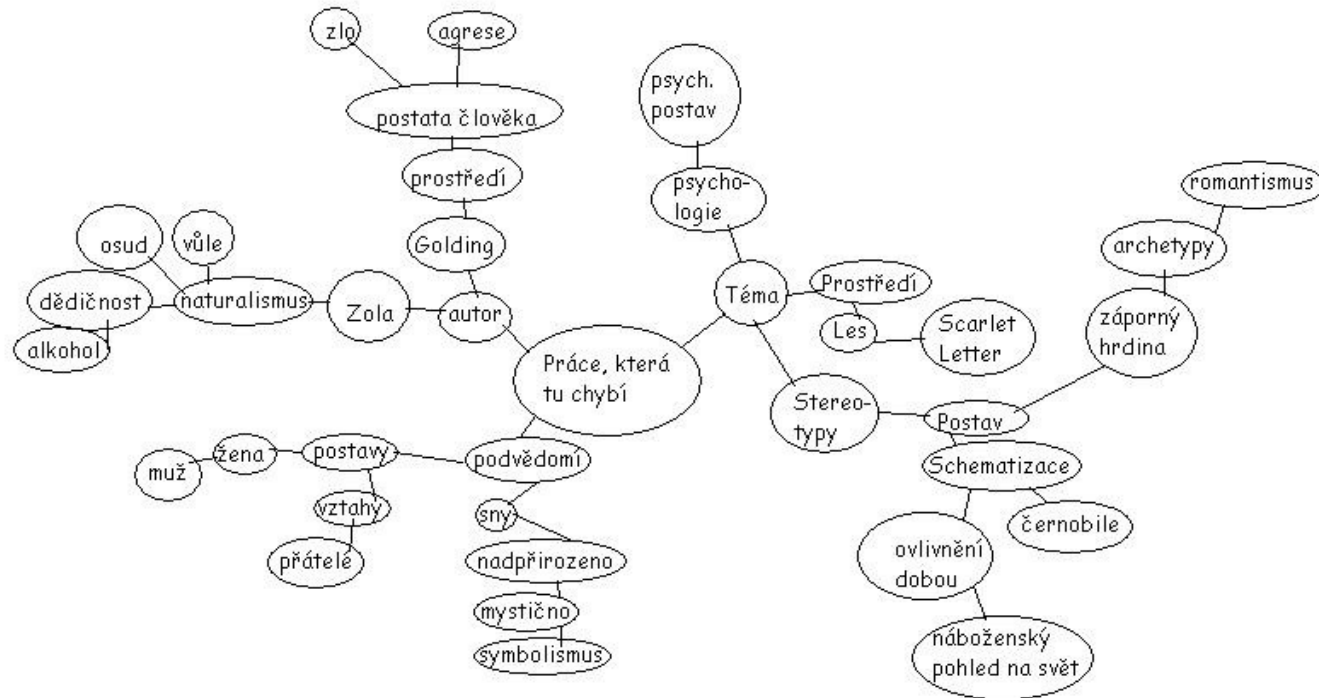 zlo
agrese
postata člověka
prostředí
Golding
osud
vůle
dědičnost
naturalismus
Zola
autor
alkohol
psych.
postav
psycho-
logie
Téma
Prostředí
Les
Scarlet
Letter
romantismus
archetypy
záporný
hrdina
Práce, která
tu chybí
Stereo-
typy
Postav
Schematizace
černobile
ovlivnění
dobou
náboženský
pohled na svět
muž
žena
postavy
podvědomí
vztahy
přátelé
sny
nadpřirozeno
mystično
symbolismus